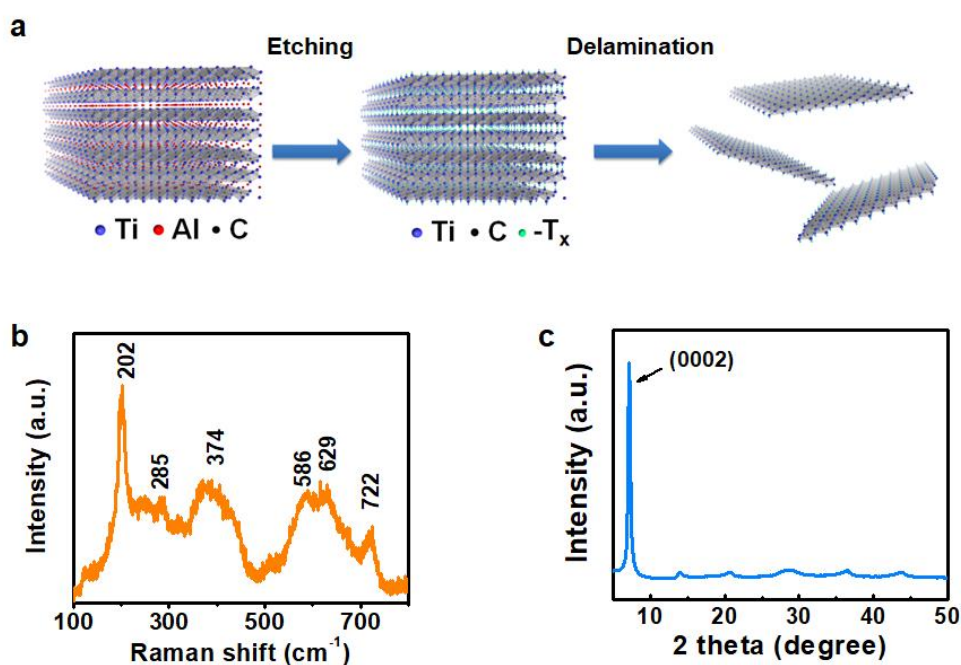 a
Etching
Delamination
Ti Al C
Ti C -Tₓ
b
202
285
374
586
629
722
Intensity (a.u.)
100 300 500 700
Raman shift (cm⁻¹)
c
(0002)
Intensity (a.u.)
10 20 30 40 50
2 theta (degree)